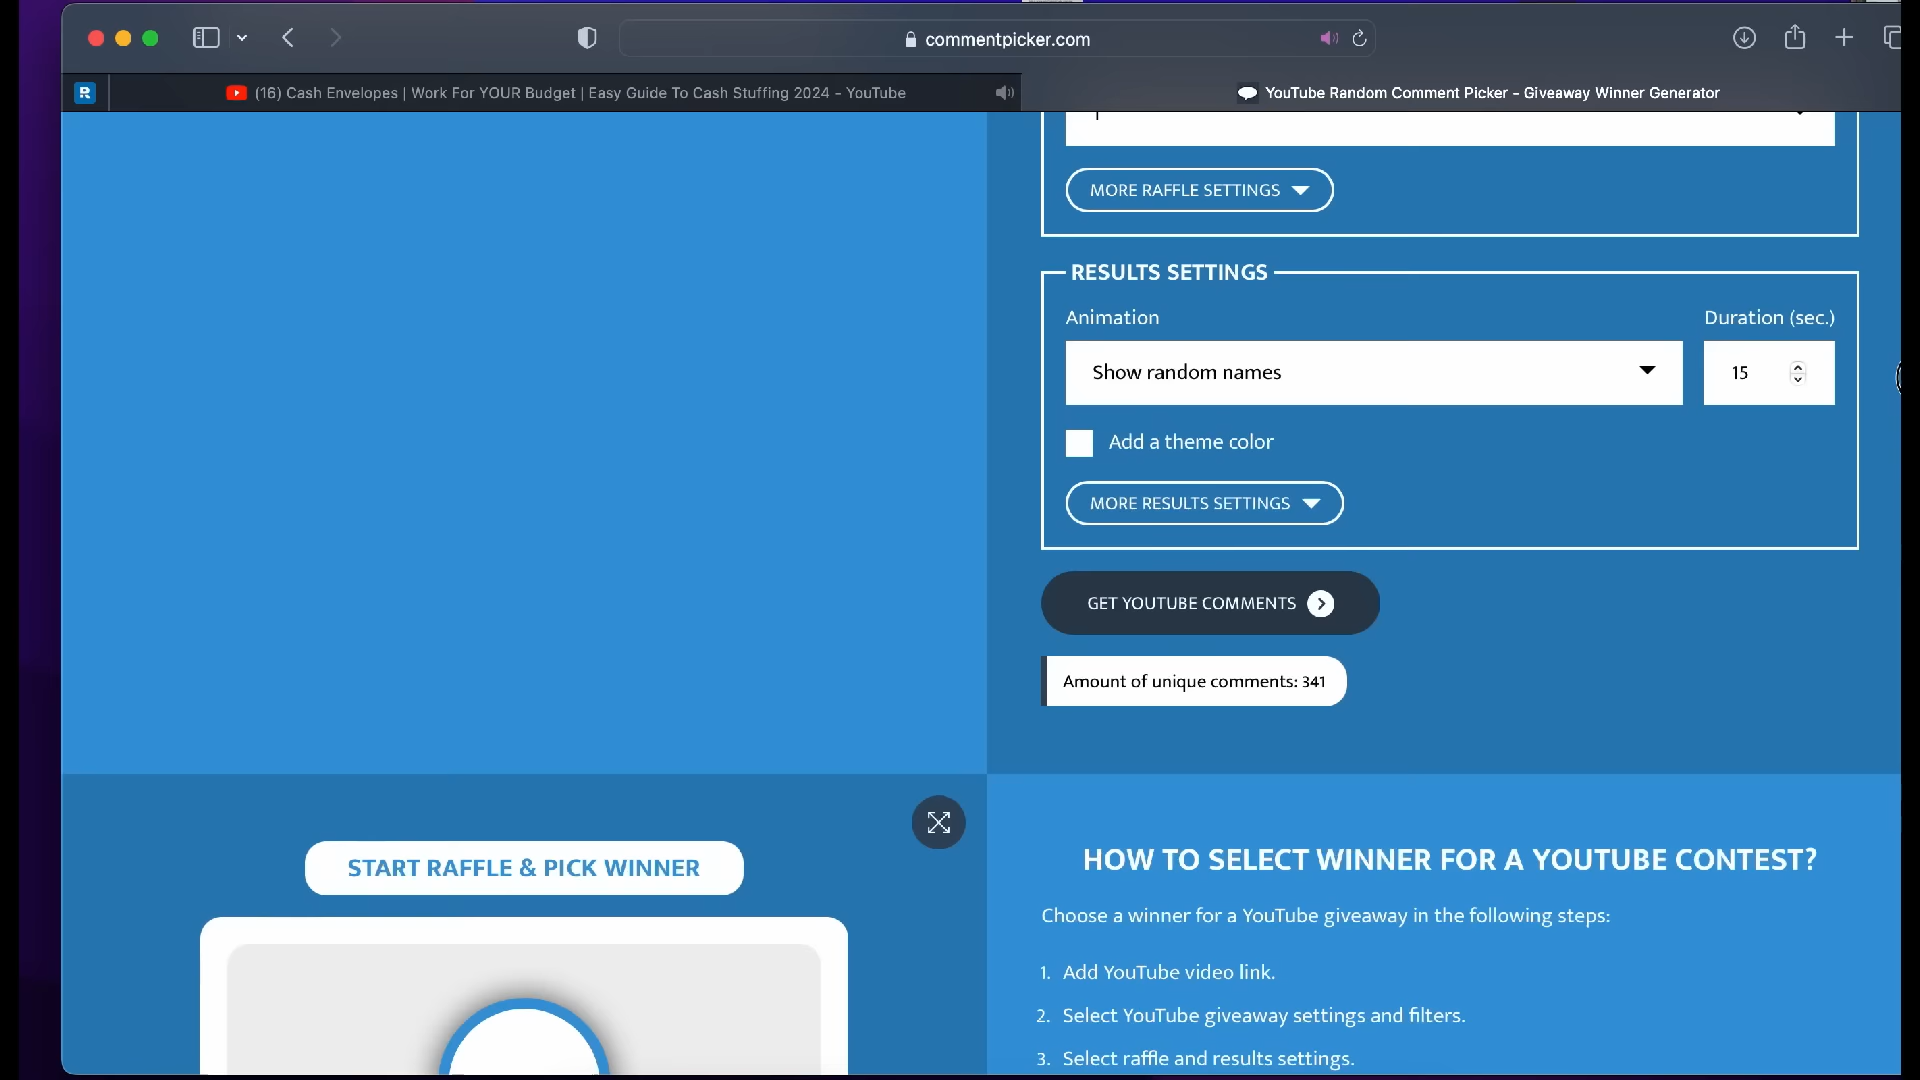 commentpicker.com
R
(16) Cash Envelopes | Work For YOUR Budget | Easy Guide To Cash Stuffing 2024 - YouTube
YouTube Random Comment Picker - Giveaway Winner Generator
MORE RAFFLE SETTINGS
RESULTS SETTINGS
Animation
Duration (sec.)
Show random names
15
Add a theme color
MORE RESULTS SETTINGS
GET YOUTUBE COMMENTS
Amount of unique comments: 341
START RAFFLE & PICK WINNER
HOW TO SELECT WINNER FOR A YOUTUBE CONTEST?
Choose a winner for a YouTube giveaway in the following steps:
1. Add YouTube video link.
2. Select YouTube giveaway settings and filters.
3. Select raffle and results settings.